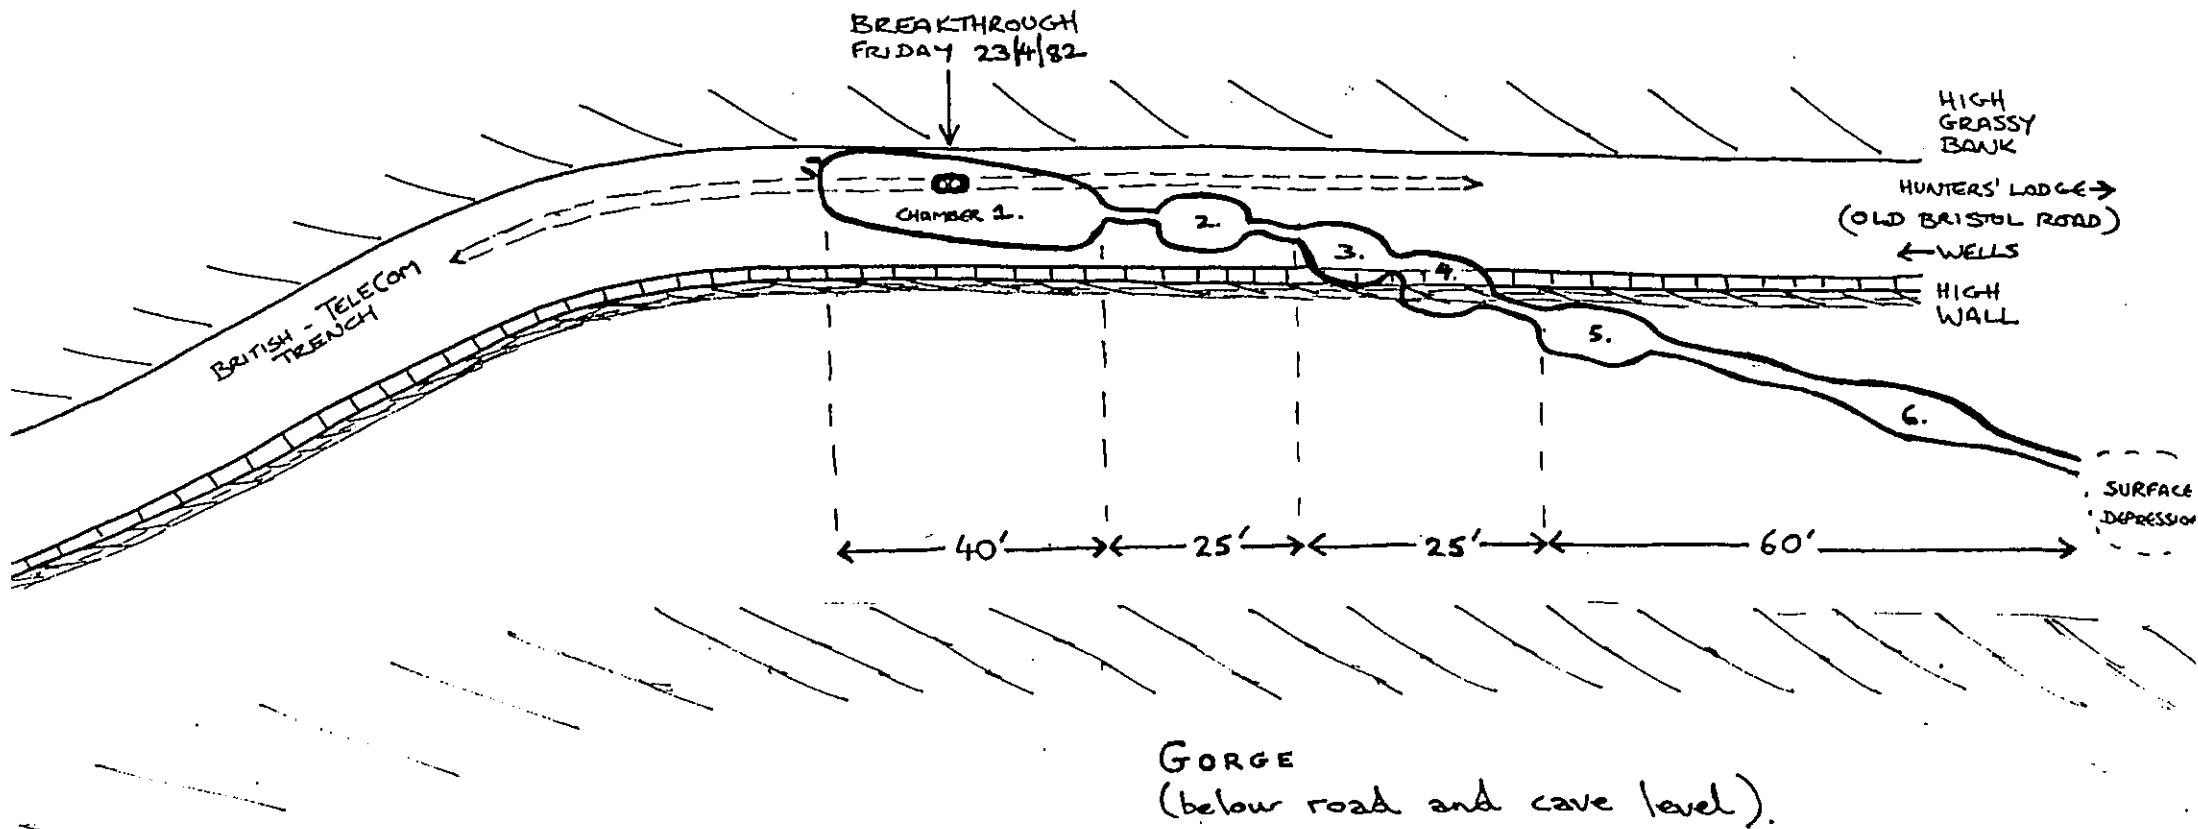 BREAKTHROUGH
FRIDAY 23/4/82
HIGH
GRASSY
BANK
HUNTERS' LODGE →
(OLD BRISTOL ROAD)
← WELLS
HIGH
WALL
CHAMBER 1.
2.
3.
4.
5.
6.
BRITISH - TELECOM
TRENCH
SURFACE
DEPRESSION
40'
25'
25'
60'
GORGE
(below road and cave level).